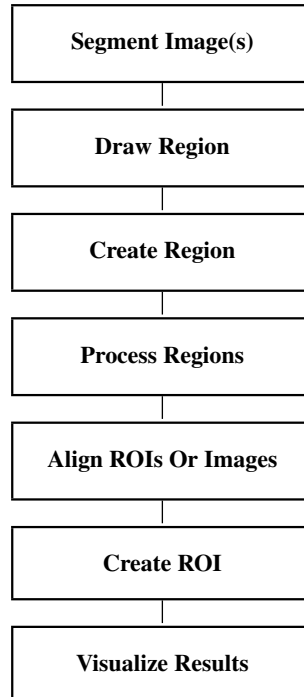 Segment Image(s)
Draw Region
Create Region
Process Regions
Align ROIs Or Images
Create ROI
Visualize Results